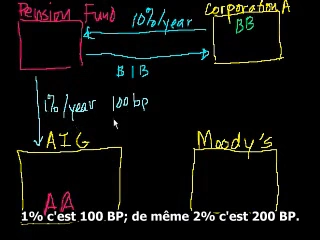 Pension Fund
Corporation A
10%/year
BB
B | B
1%/year 100 bp
AIG
Moody's
AA
1% c'est 100 BP; de même 2% c'est 200 BP.